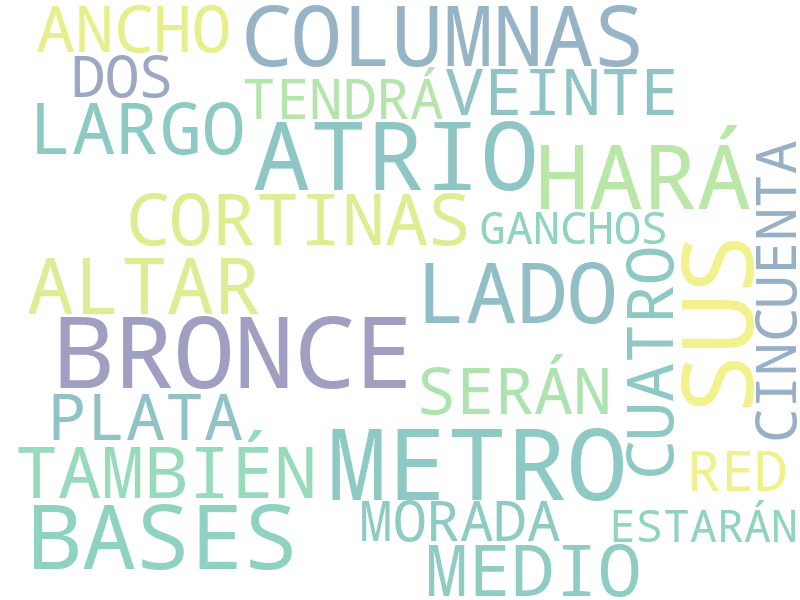 ANCHO
COLUMNAS
DOS
TENDRÁ
VEINTE
LARGO
ATRIO
HARÁ
CINCUENTA
CORTINAS
GANCHOS
ALTAR
LADO
CUATRO
SUS
BRONCE
SERÁN
PLATA
METRO
TAMBIÉN
RED
BASES
MORADA
ESTARÁN
MEDIO